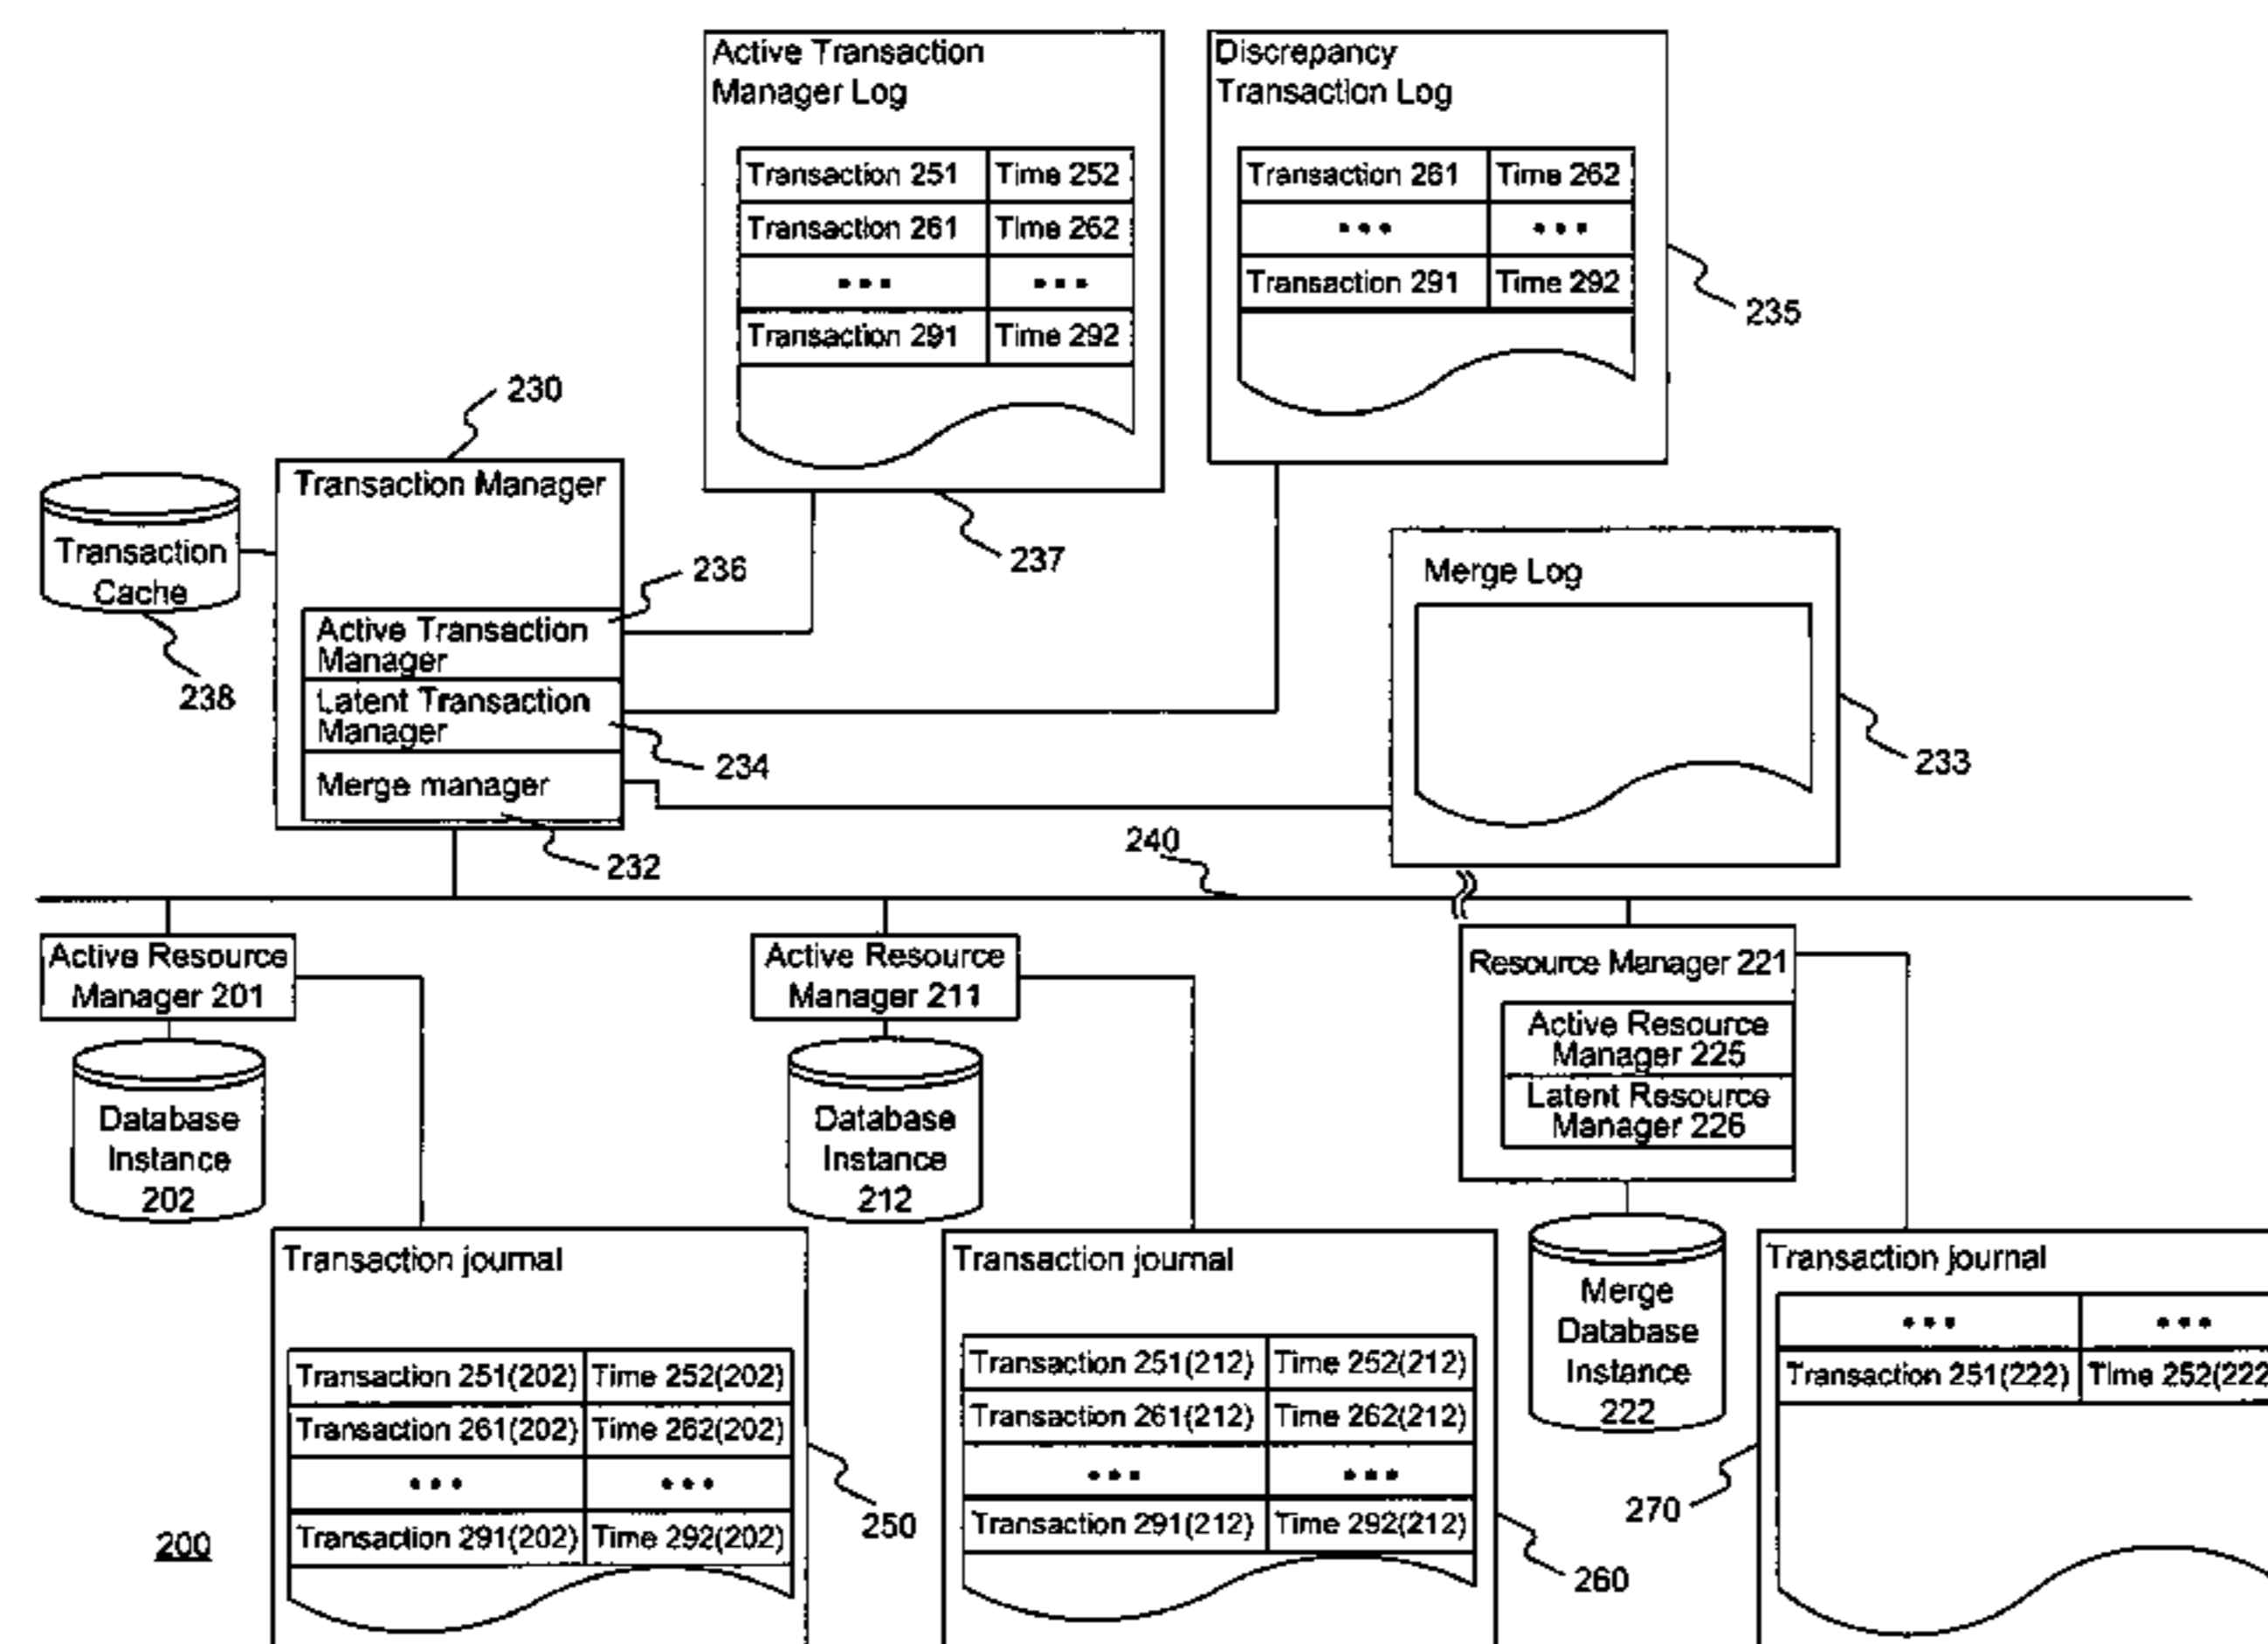 Active Transaction
Manager Log
Transaction 251 Time 252
Transaction 261 Time 262
••• •••
Transaction 291 Time 292
Discrepancy
Transaction Log
Transaction 261 Time 262
••• •••
Transaction 291 Time 292
235
230
237
Transaction Manager
Transaction
Cache
238
236
Active Transaction
Manager
Latent Transaction
Manager
234
Merge manager
232
Merge Log
233
240
Active Resource
Manager 201
Database
Instance
202
Active Resource
Manager 211
Database
Instance
212
Resource Manager 221
Active Resource
Manager 225
Latent Resource
Manager 226
Merge
Database
Instance
222
Transaction journal
Transaction 251(202) Time 252(202)
Transaction 261(202) Time 262(202)
••• •••
Transaction 291(202) Time 292(202)
250
Transaction journal
Transaction 251(212) Time 252(212)
Transaction 261(212) Time 262(212)
••• •••
Transaction 291(212) Time 292(212)
260
Transaction journal
••• •••
Transaction 251(222) Time 252(222
270
200